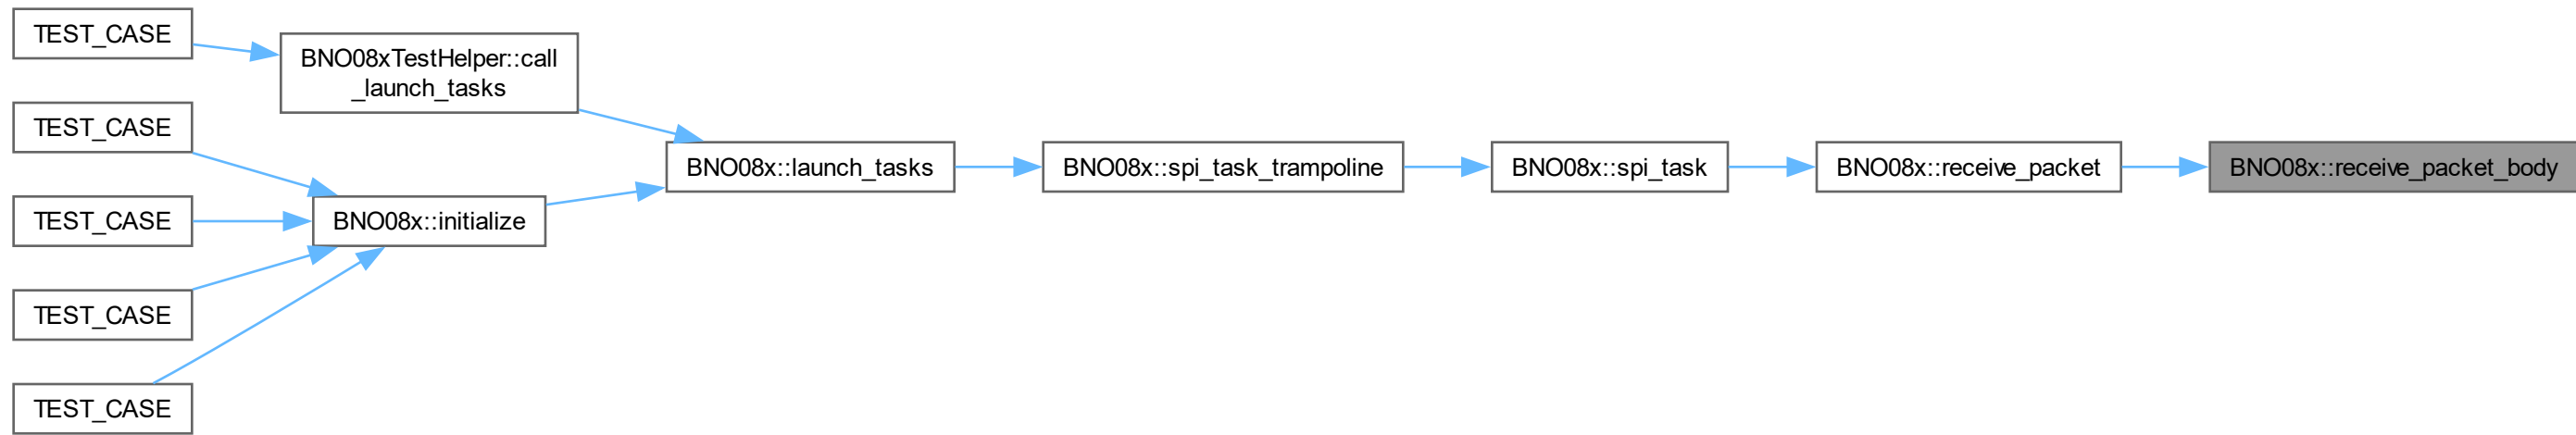 TEST_CASE
BNO08xTestHelper::call
_launch_tasks
TEST_CASE
BNO08x::launch_tasks
BNO08x::spi_task_trampoline
BNO08x::spi_task
BNO08x::receive_packet
BNO08x::receive_packet_body
TEST_CASE
BNO08x::initialize
TEST_CASE
TEST_CASE